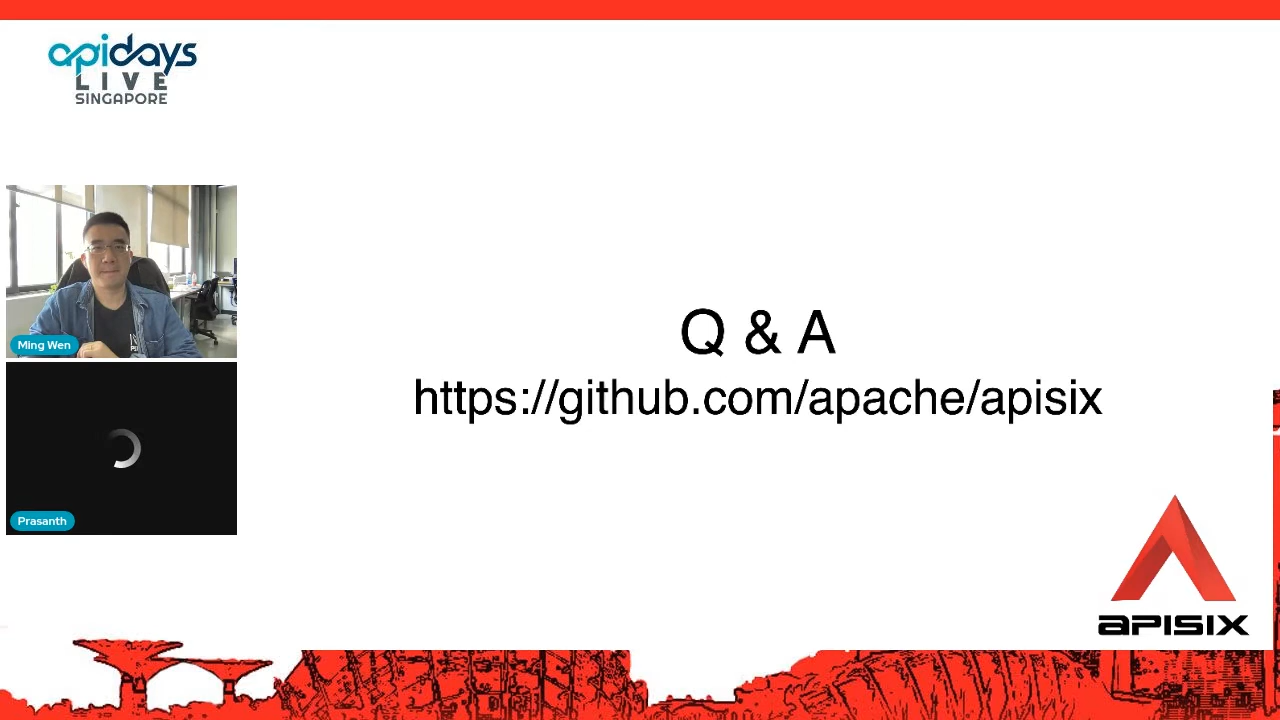 apidays
LIVE
SINGAPORE
Ming Wen
Prasanth
Q & A
https://github.com/apache/apisix
APISIX